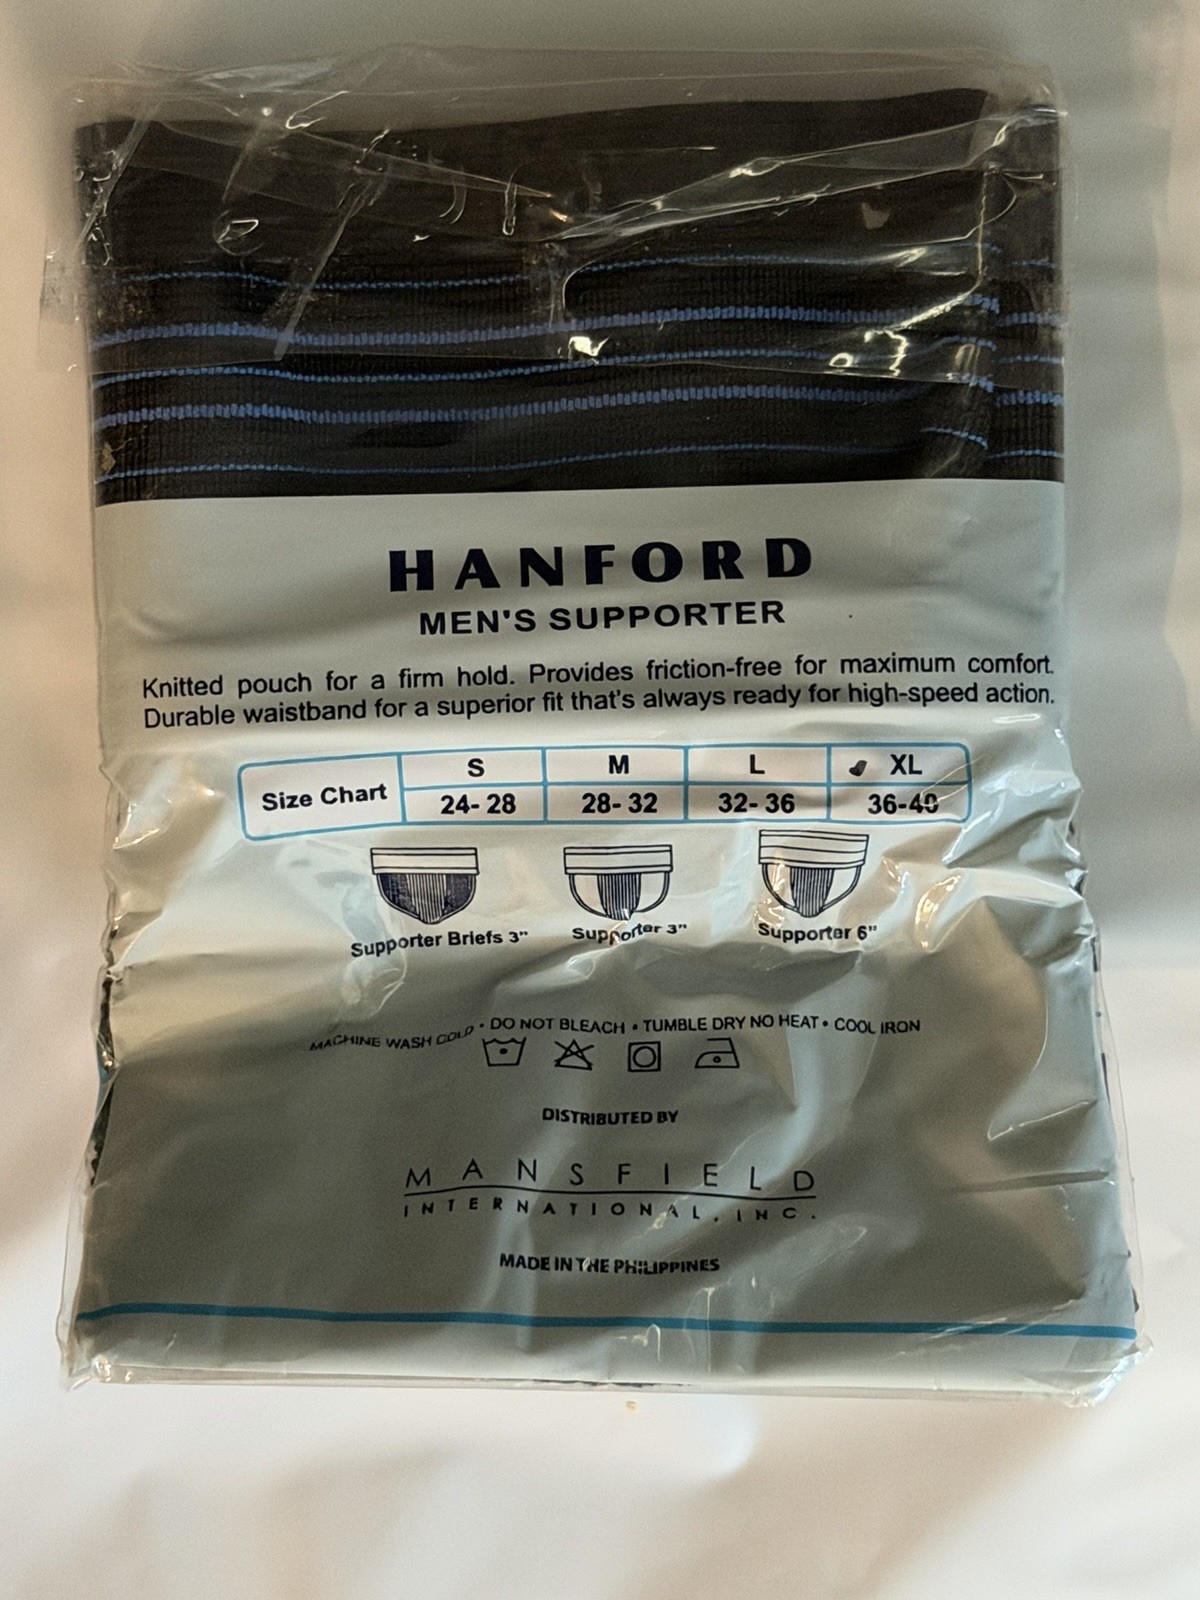 HANFORD
MEN'S SUPPORTER
Knitted pouch for a firm hold. Provides friction-free for maximum comfort.
Durable waistband for a superior fit that's always ready for high-speed action.
Size Chart S M L XL
24-28 28-32 32-36 36-40
Supporter Briefs 3" Supporter 3" Supporter 6"
MACHINE WASH COLD • DO NOT BLEACH • TUMBLE DRY NO HEAT • COOL IRON
DISTRIBUTED BY
MANSFIELD
INTERNATIONAL, INC.
MADE IN THE PHILIPPINES